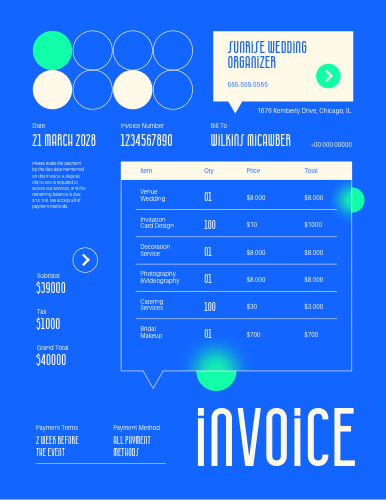 SUNRISE WEDDING
ORGANIZER
555-555-5555
1676 Kemberly Drive, Chicago, IL
Date
21 MARCH 2028
Invoice Number
1234567890
Bill To
WILKINS MICAWBER
+00 000 00000
Please make the payment
by the due date mentioned
on this invoice. A deposit
of
is required to
secure our services, and the
remaining balance is due
We accept all of
payment methods.
Item Qty Price Total
Venue
Wedding
01 $8.000 $8.000
Invitation
Card Design
100 $10 $1000
Decoration
Service
01 $8.000 $8.000
Photography
&Videography
01 $8.000 $8.000
Catering
Services
100 $30 $3.000
Bridal
Makeup
01 $700 $700
Subtotal
$39000
Tax
$1000
Grand Total
$40000
Payment Terms
2 WEEK BEFORE
THE EVENT
Payment Method
ALL PAYMENT
METHODS
iNVOiCE